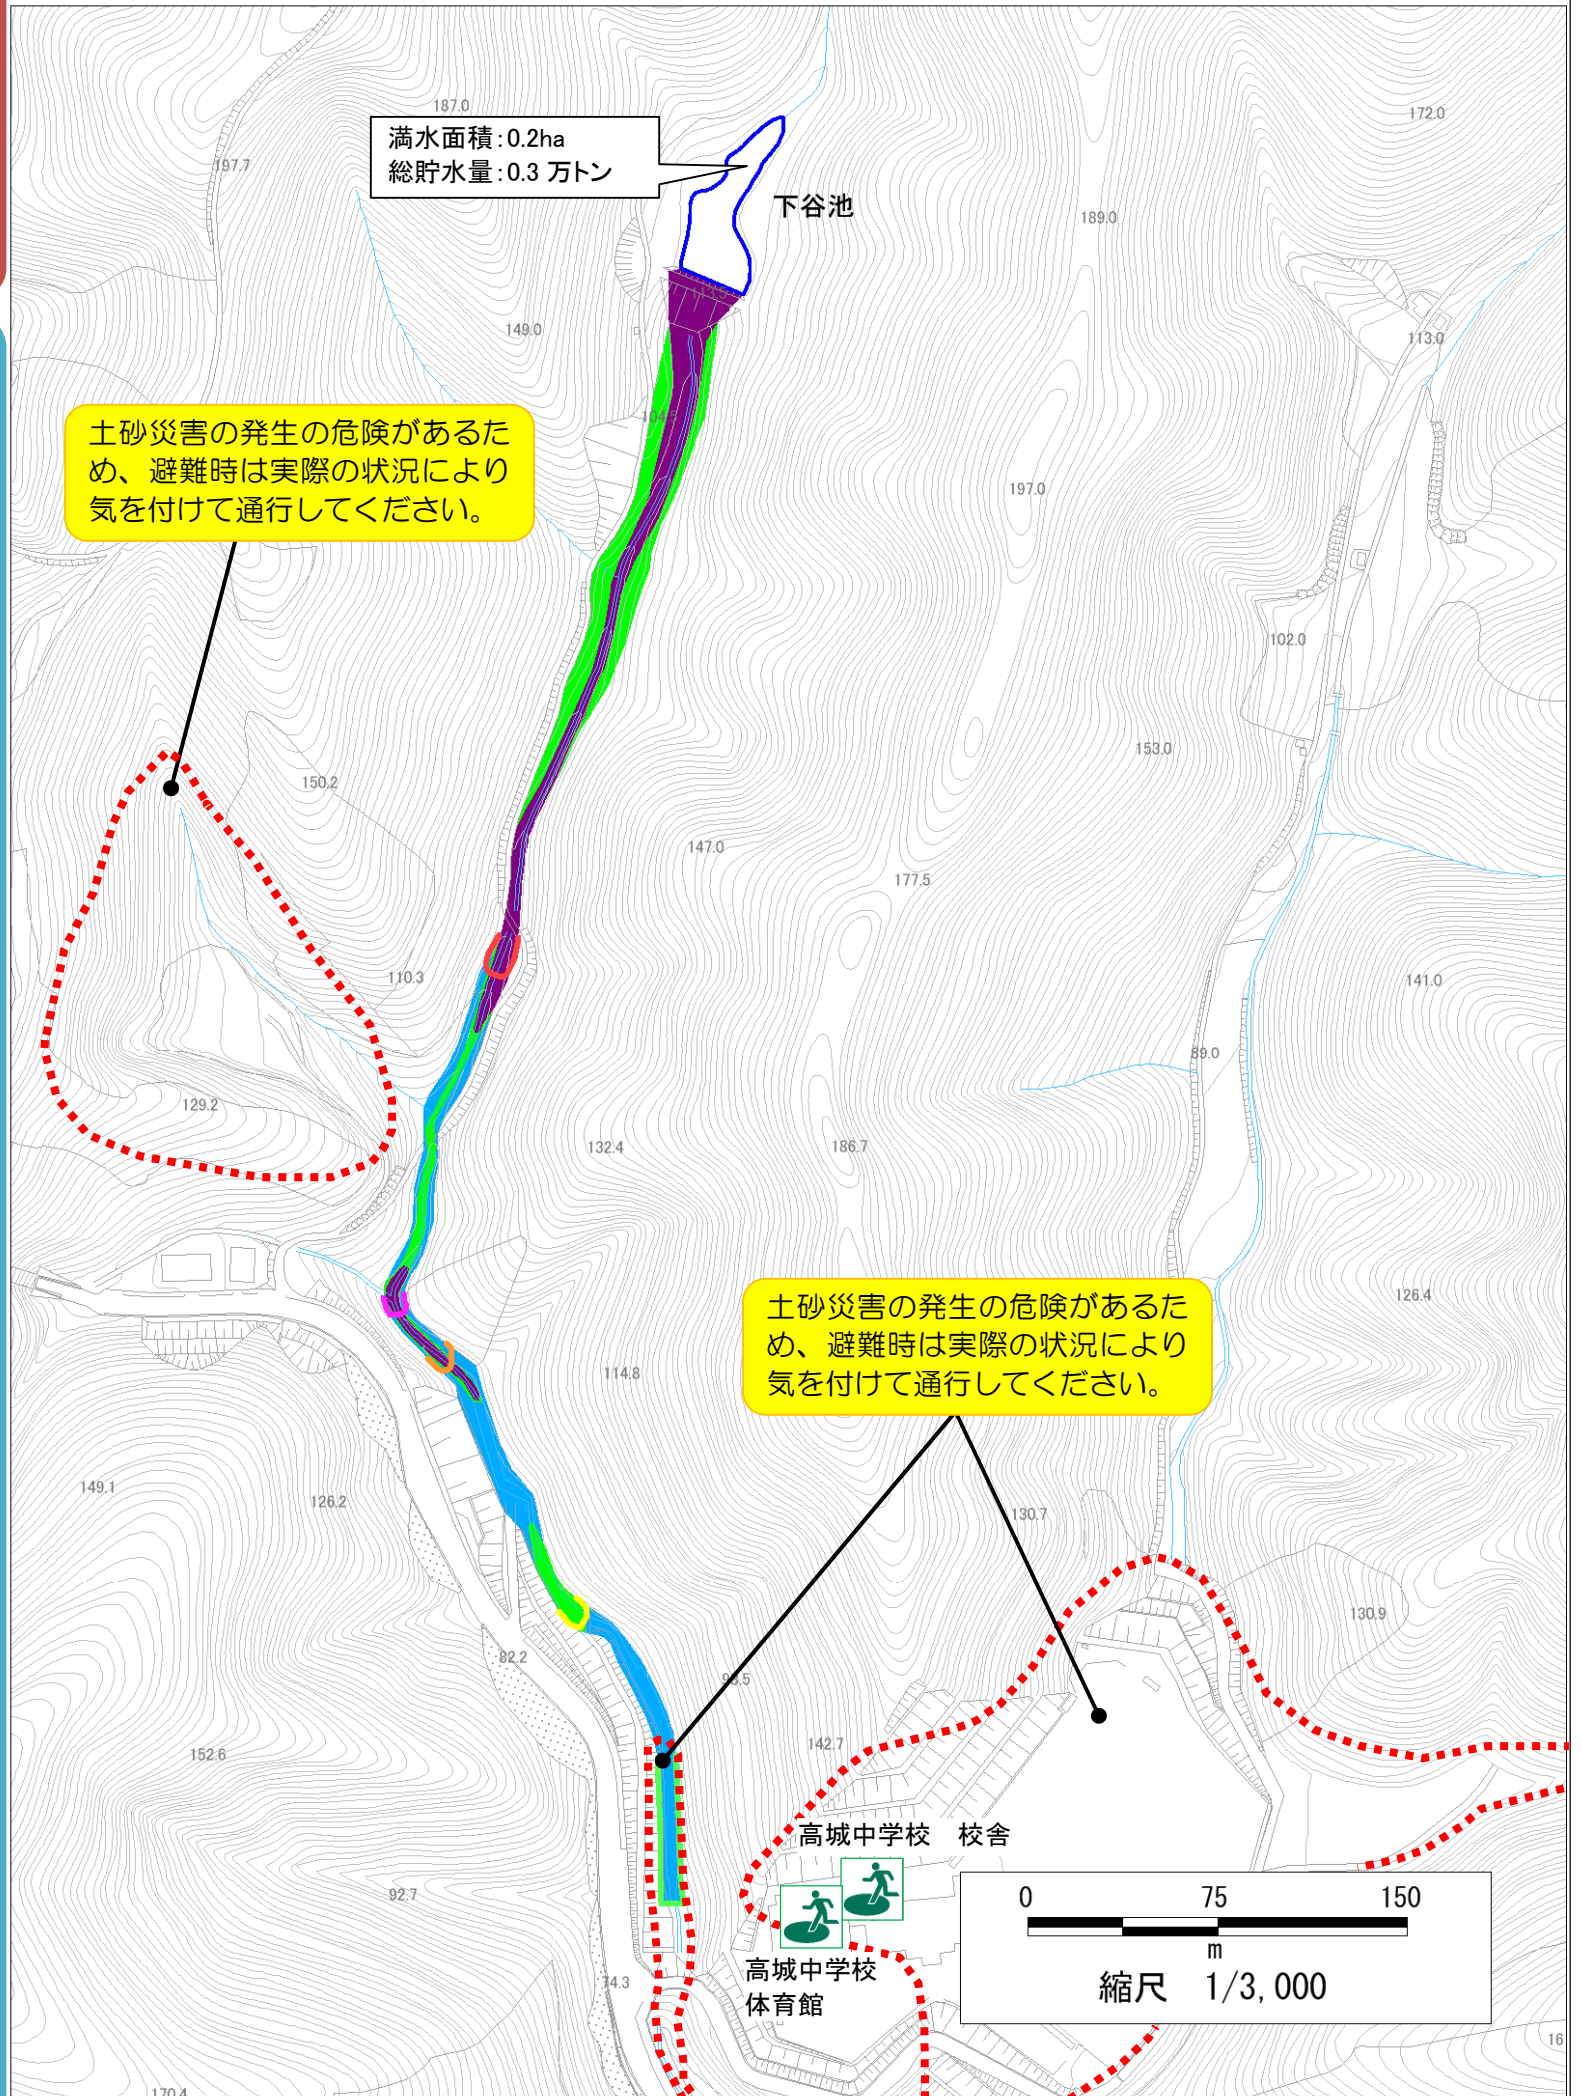 187.0
172.0
満水面積:0.2ha
総貯水量:0.3 万トン
197.7
下谷池
189.0
113.5
149.0
113.0
104.8
土砂災害の発生の危険があるた
め、避難時は実際の状況により
気を付けて通行してください。
197.0
102.0
153.0
150.2
147.0
177.5
110.3
141.0
89.0
129.2
132.4
186.7
126.4
土砂災害の発生の危険があるた
め、避難時は実際の状況により
気を付けて通行してください。
114.8
149.1
126.2
130.7
130.9
82.2
142.7
152.6
高城中学校 校舎
92.7
0 75 150
m
縮尺 1/3,000
高城中学校
体育館
74.3
16
170.4